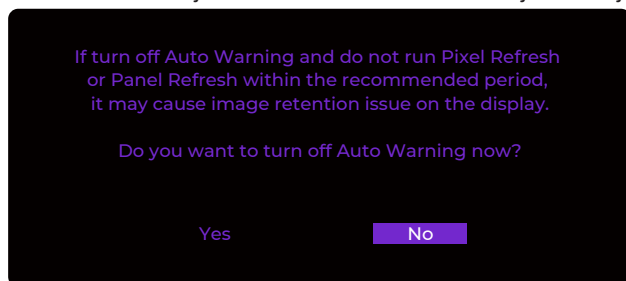 If turn off Auto Warning and do not run Pixel Refresh
or Panel Refresh within the recommended period,
it may cause image retention issue on the display.
Do you want to turn off Auto Warning now?
Yes
No